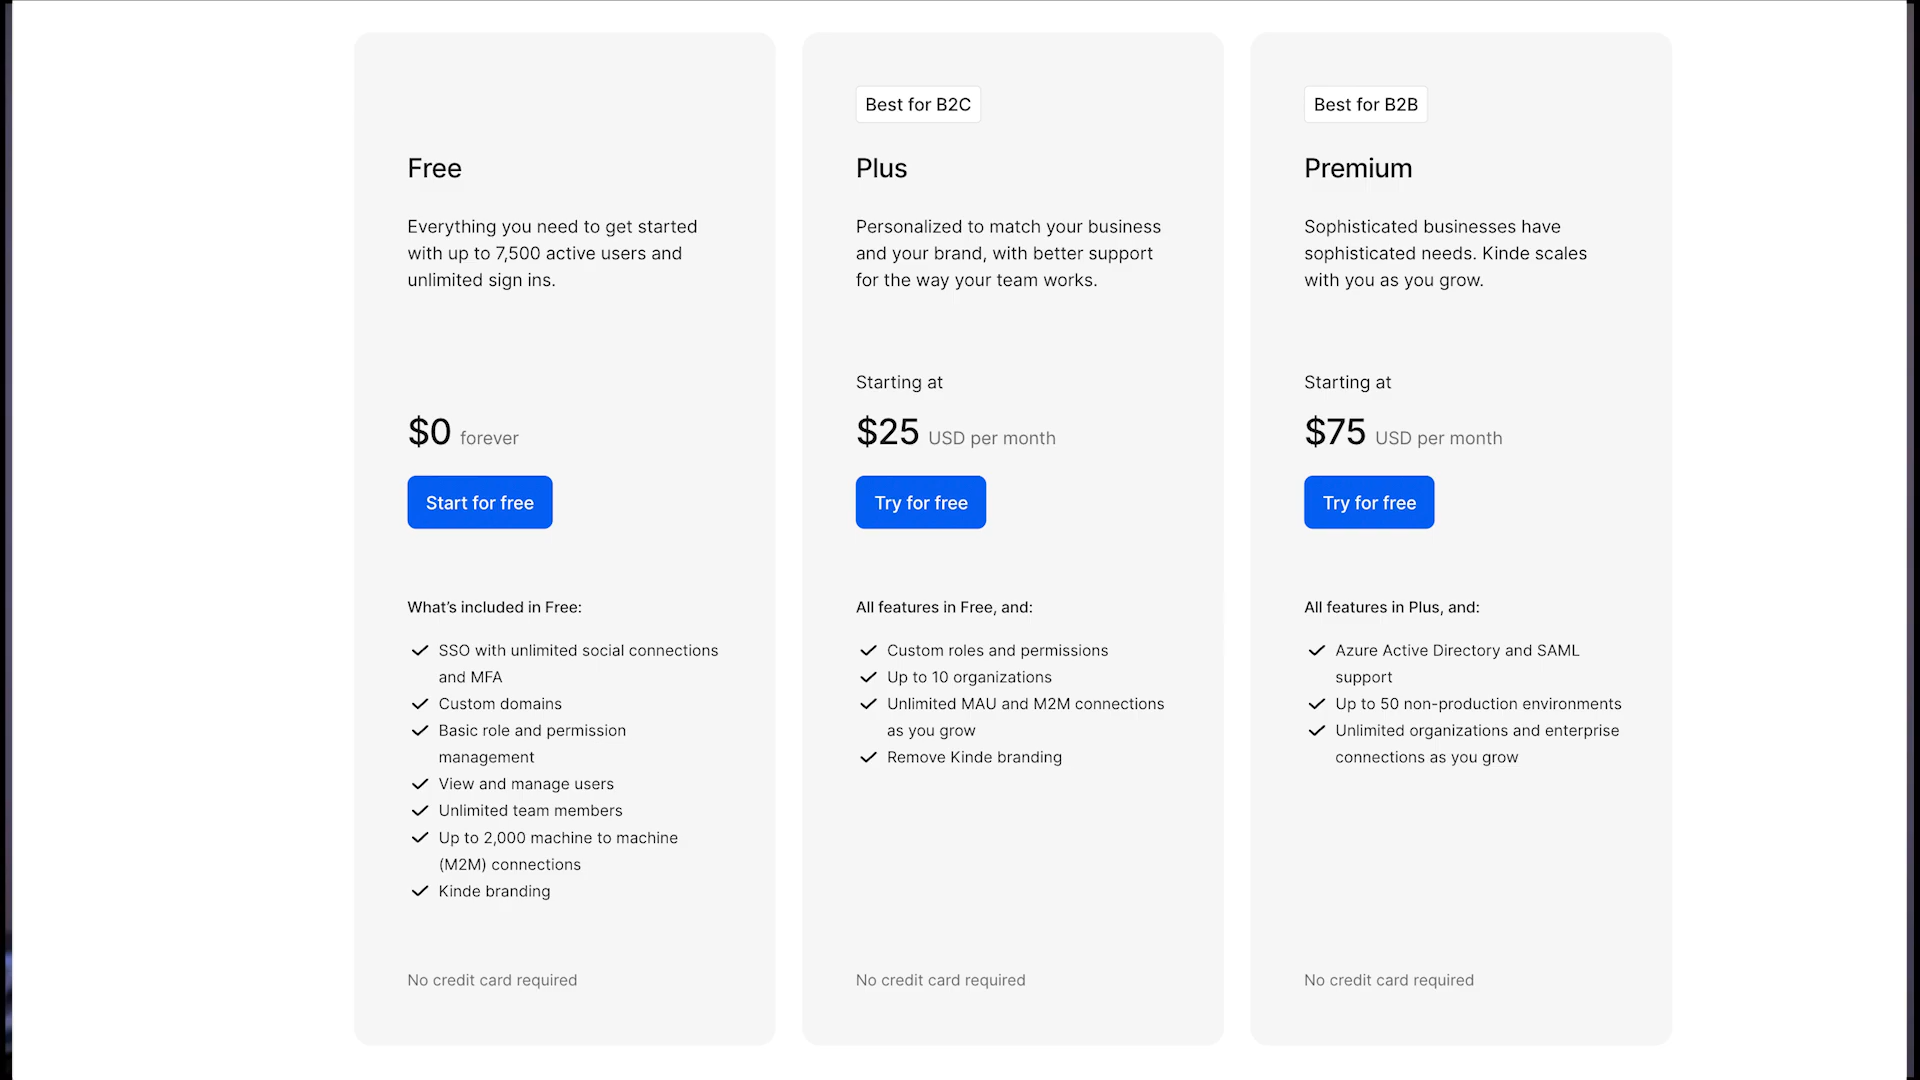 Free
Everything you need to get started
with up to 7,500 active users and
unlimited sign ins.
$0 forever
Start for free
What's included in Free:
SSO with unlimited social connections
and MFA
Custom domains
Basic role and permission
management
View and manage users
Unlimited team members
Up to 2,000 machine to machine
(M2M) connections
Kinde branding
No credit card required
Best for B2C
Plus
Personalized to match your business
and your brand, with better support
for the way your team works.
Starting at
$25 USD per month
Try for free
All features in Free, and:
Custom roles and permissions
Up to 10 organizations
Unlimited MAU and M2M connections
as you grow
Remove Kinde branding
No credit card required
Best for B2B
Premium
Sophisticated businesses have
sophisticated needs. Kinde scales
with you as you grow.
Starting at
$75 USD per month
Try for free
All features in Plus, and:
Azure Active Directory and SAML
support
Up to 50 non-production environments
Unlimited organizations and enterprise
connections as you grow
No credit card required